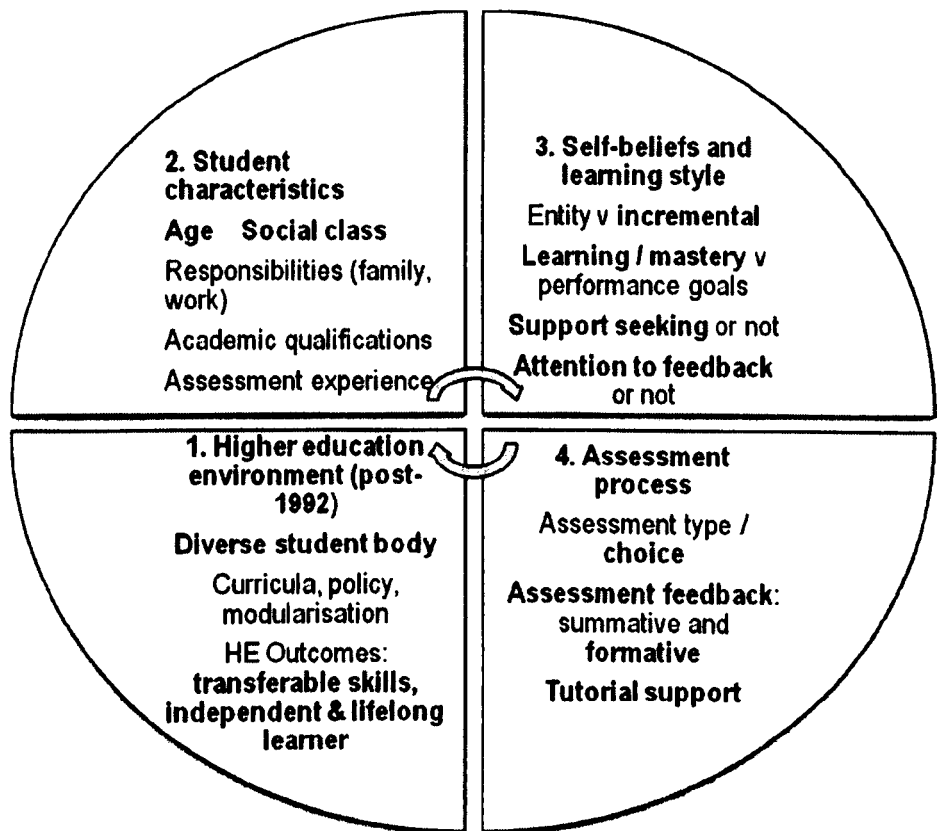 2. Student
characteristics
Age Social class
Responsibilities (family,
work)
Academic qualifications
Assessment experience
3. Self-beliefs and
learning style
Entity v incremental
Learning / mastery v
performance goals
Support seeking or not
Attention to feedback
or not
1. Higher education
environment (post-
1992)
Diverse student body
Curricula, policy,
modularisation
HE Outcomes:
transferable skills,
independent & lifelong
learner
4. Assessment
process
Assessment type /
choice
Assessment feedback:
summative and
formative
Tutorial support